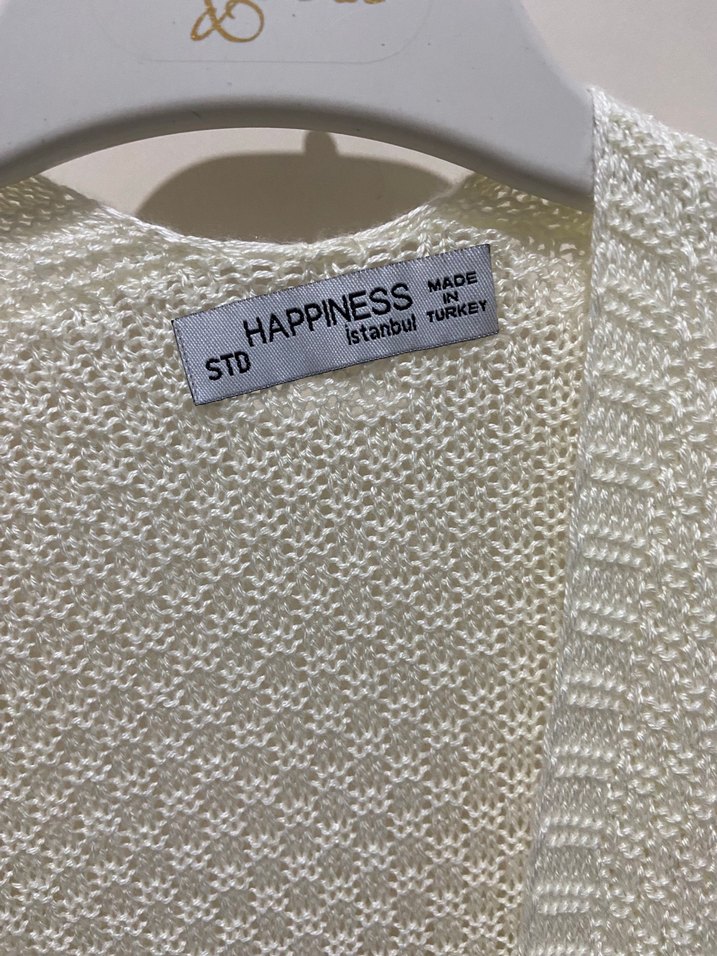 HAPPINESS
istanbul
STD
MADE
IN
TURKEY